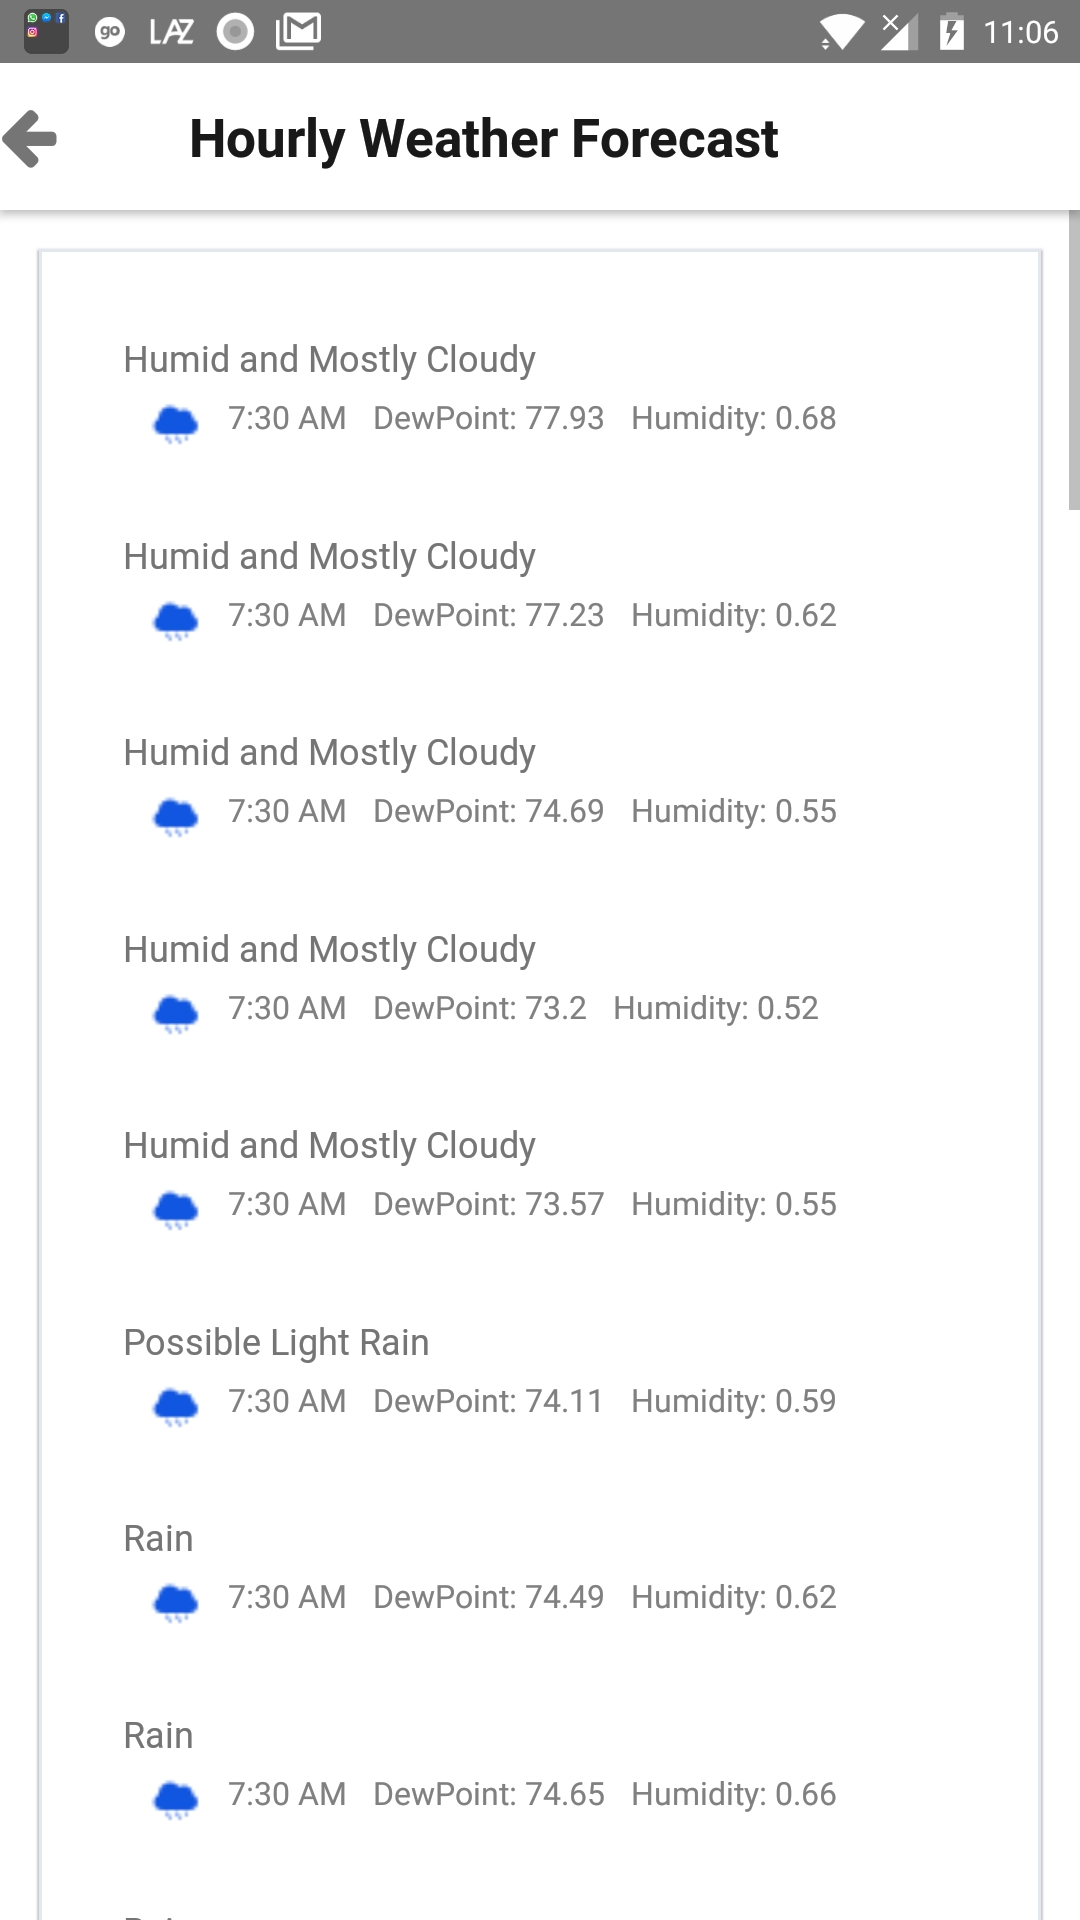 go LAZ 11:06
Hourly Weather Forecast
Humid and Mostly Cloudy
7:30 AM DewPoint: 77.93 Humidity: 0.68
Humid and Mostly Cloudy
7:30 AM DewPoint: 77.23 Humidity: 0.62
Humid and Mostly Cloudy
7:30 AM DewPoint: 74.69 Humidity: 0.55
Humid and Mostly Cloudy
7:30 AM DewPoint: 73.2 Humidity: 0.52
Humid and Mostly Cloudy
7:30 AM DewPoint: 73.57 Humidity: 0.55
Possible Light Rain
7:30 AM DewPoint: 74.11 Humidity: 0.59
Rain
7:30 AM DewPoint: 74.49 Humidity: 0.62
Rain
7:30 AM DewPoint: 74.65 Humidity: 0.66